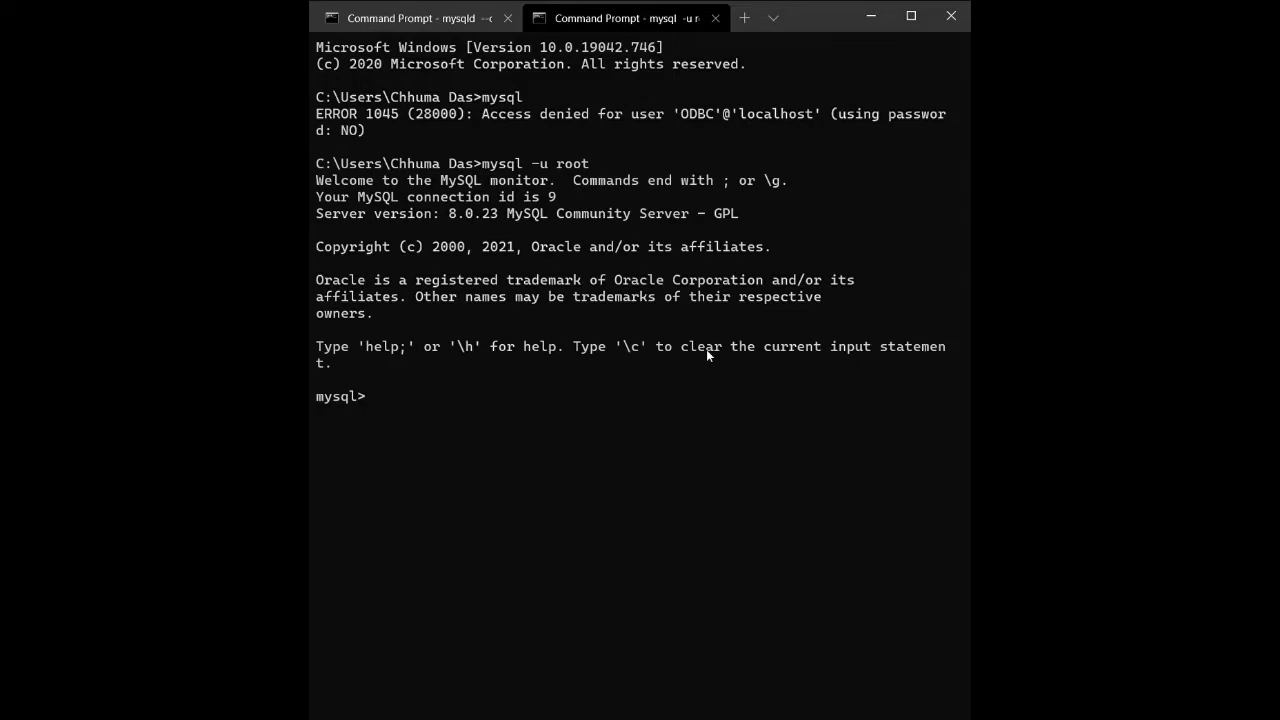 Command Prompt - mysqld --c
Command Prompt - mysql -u r
Microsoft Windows [Version 10.0.19042.746]
(c) 2020 Microsoft Corporation. All rights reserved.
C:\Users\Chhuma Das>mysql
ERROR 1045 (28000): Access denied for user 'ODBC'@'localhost' (using passwor
d: NO)
C:\Users\Chhuma Das>mysql -u root
Welcome to the MySQL monitor.  Commands end with ; or \g.
Your MySQL connection id is 9
Server version: 8.0.23 MySQL Community Server - GPL
Copyright (c) 2000, 2021, Oracle and/or its affiliates.
Oracle is a registered trademark of Oracle Corporation and/or its
affiliates. Other names may be trademarks of their respective
owners.
Type 'help;' or '\h' for help. Type '\c' to clear the current input statemen
t.
mysql>